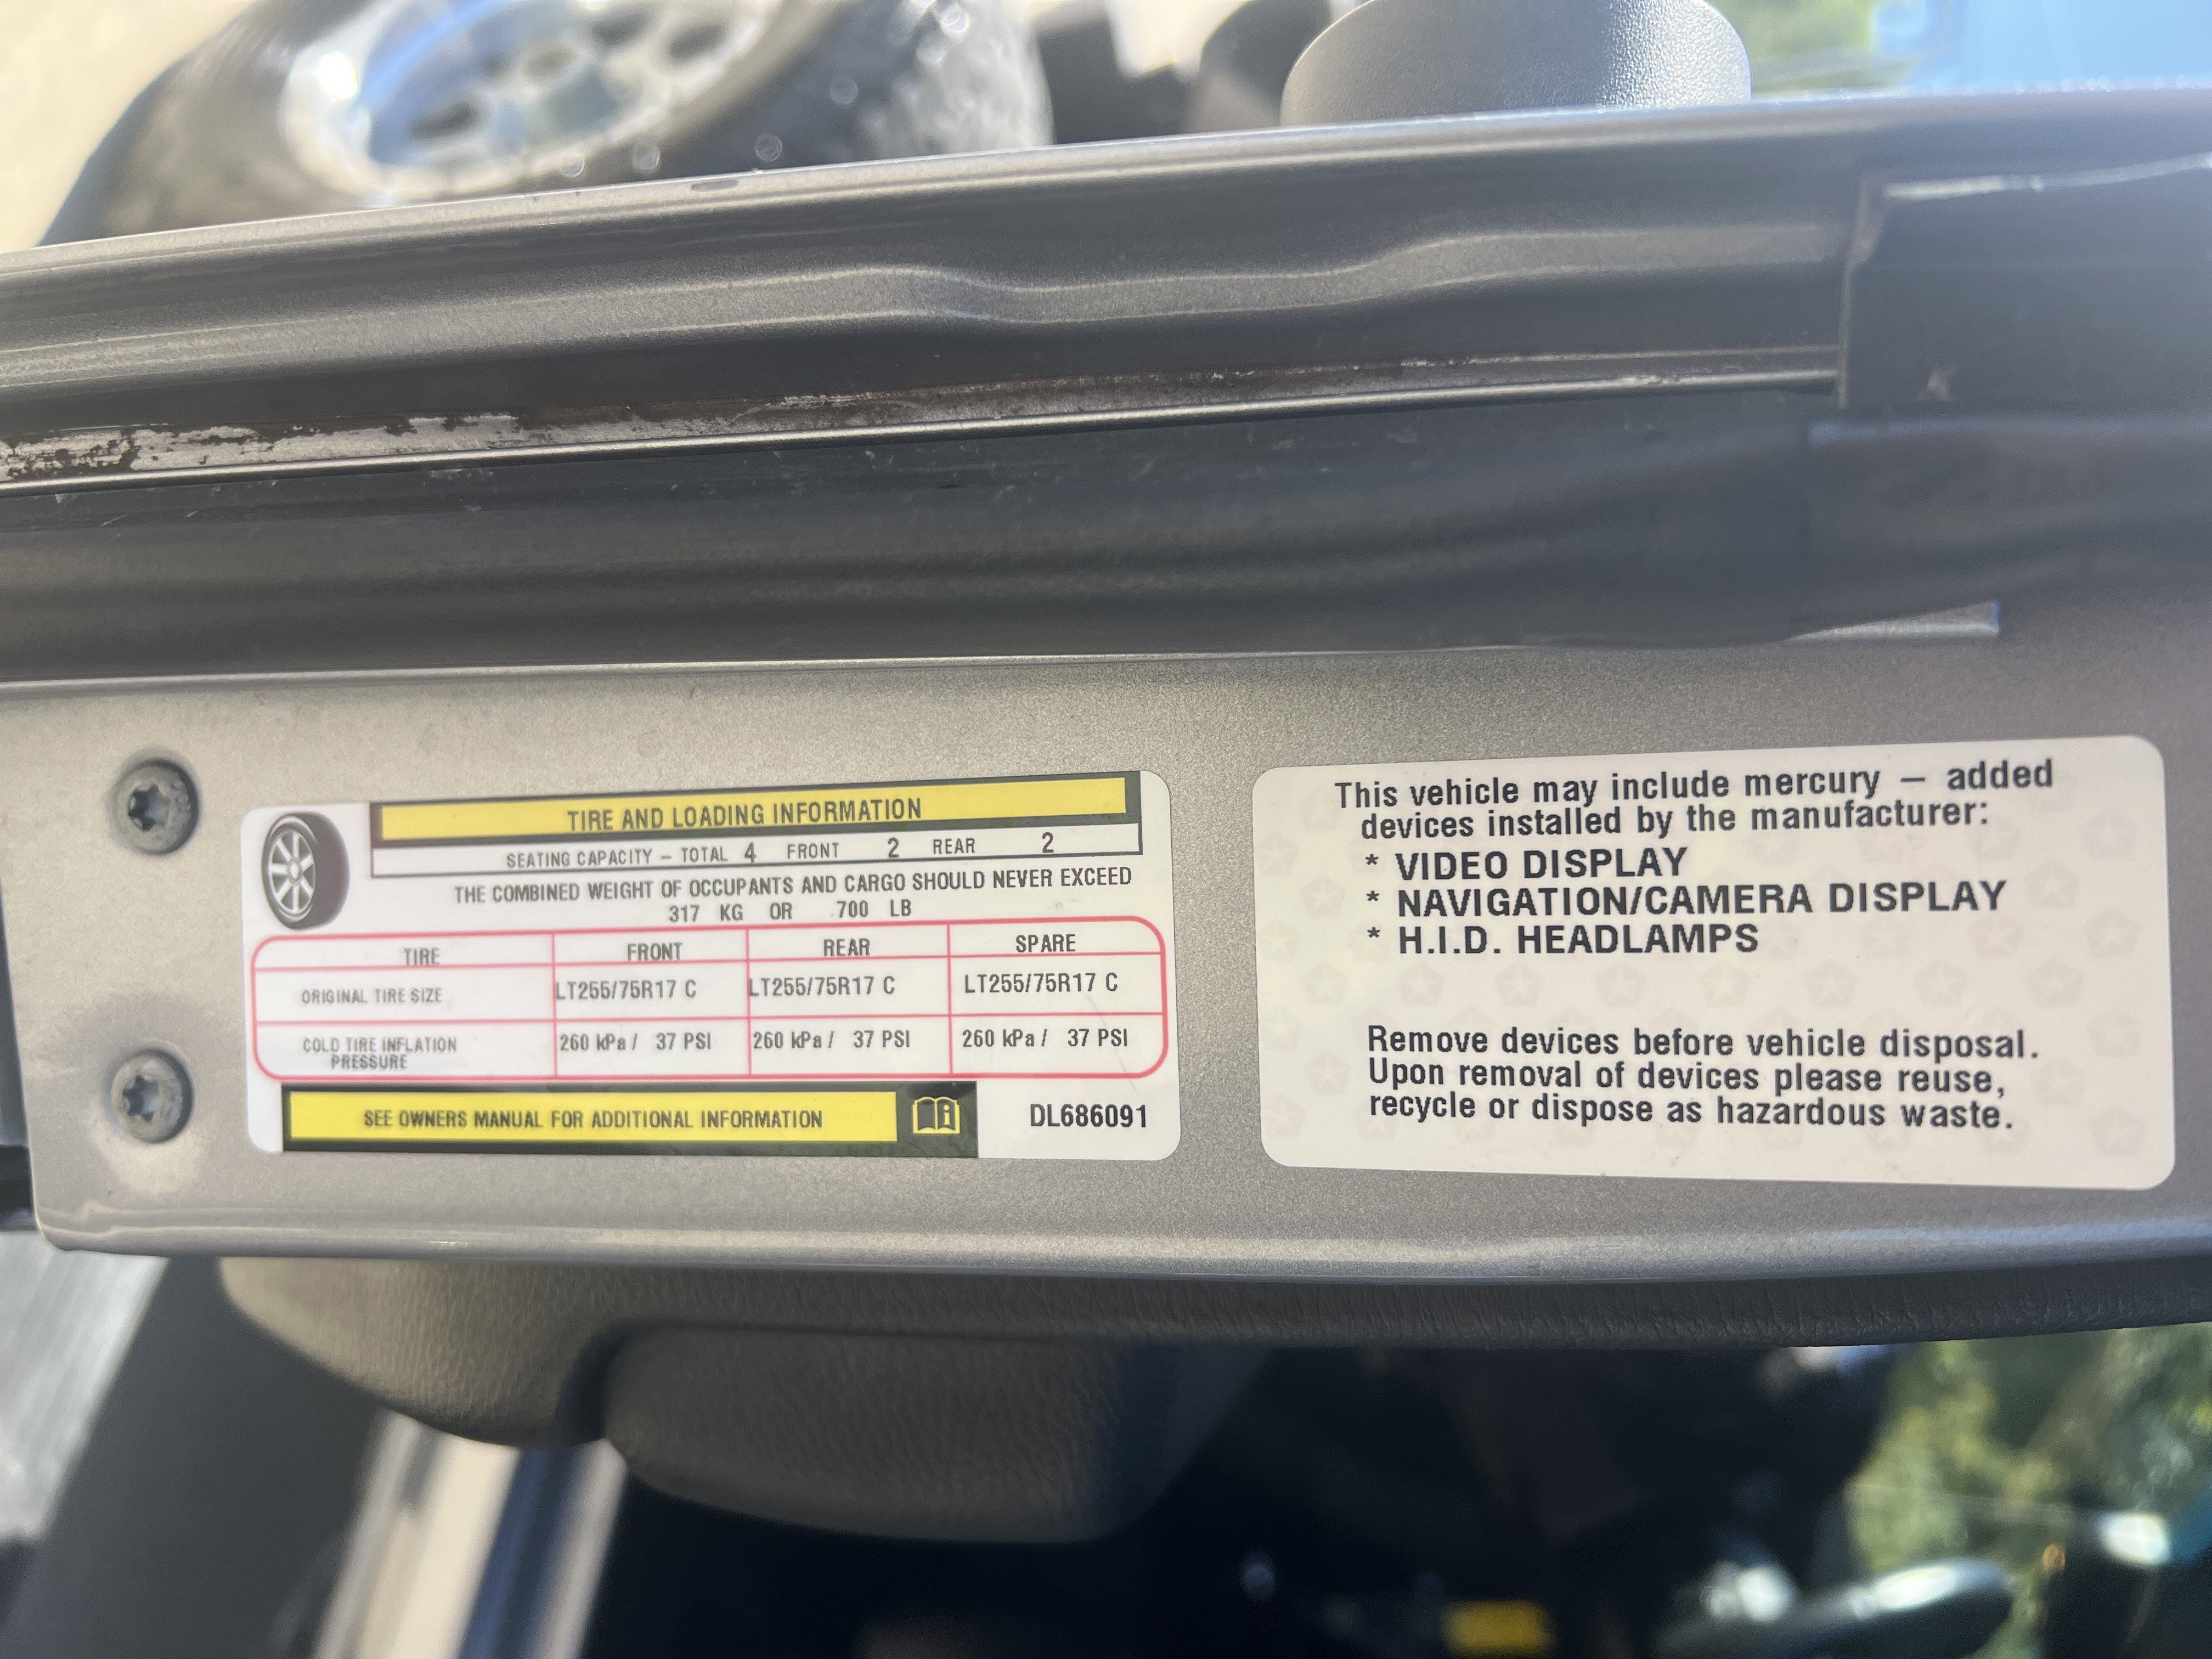 TIRE AND LOADING INFORMATION
SEATING CAPACITY – TOTAL 4 FRONT 2 REAR 2
THE COMBINED WEIGHT OF OCCUPANTS AND CARGO SHOULD NEVER EXCEED
317 KG OR 700 LB
TIRE FRONT REAR SPARE
ORIGINAL TIRE SIZE LT255/75R17 C LT255/75R17 C LT255/75R17 C
COLD TIRE INFLATION PRESSURE 260 kPa / 37 PSI 260 kPa / 37 PSI 260 kPa / 37 PSI
SEE OWNERS MANUAL FOR ADDITIONAL INFORMATION
DL686091
This vehicle may include mercury – added
devices installed by the manufacturer:
* VIDEO DISPLAY
* NAVIGATION/CAMERA DISPLAY
* H.I.D. HEADLAMPS
Remove devices before vehicle disposal.
Upon removal of devices please reuse,
recycle or dispose as hazardous waste.